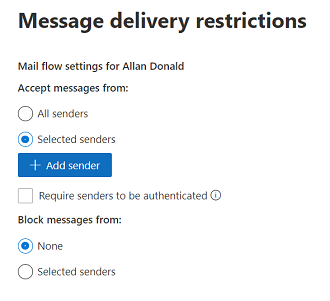 Message delivery restrictions
Mail flow settings for Allan Donald
Accept messages from:
All senders
Selected senders
+ Add sender
Require senders to be authenticated
Block messages from:
None
Selected senders